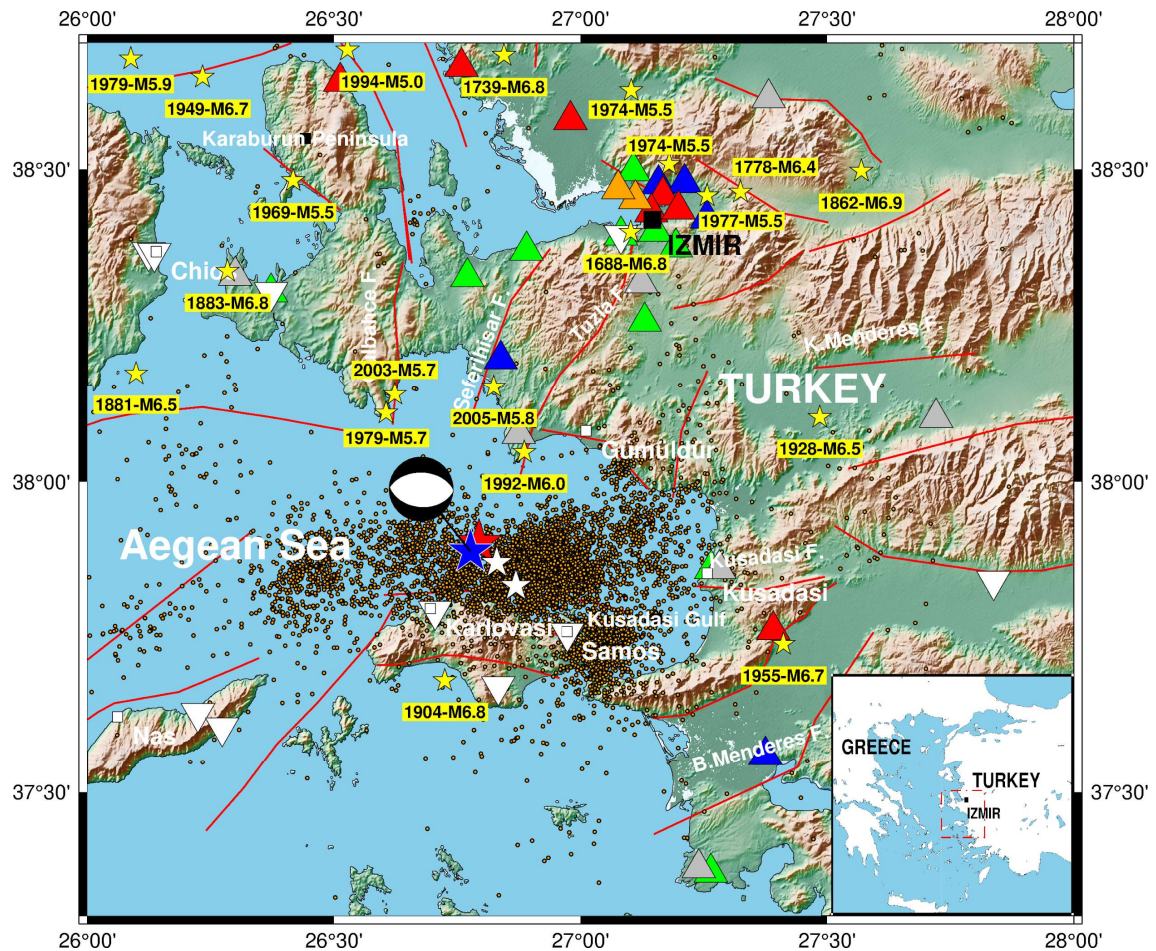 26°00'
26°30'
27°00'
27°30'
28°00'
1979-M5.9
1994-M5.0
1739-M6.8
1949-M6.7
1974-M5.5
Karaburun Peninsula
1974-M5.5
38°30'
38°30'
1778-M6.4
1862-M6.9
1969-M5.5
1977-M5.5
IZMIR
1688-M6.8
1883-M6.8
Tuzla F.
Seferihisar F.
K.Menderes F.
2003-M5.7
TURKEY
1881-M6.5
2005-M5.8
1979-M5.7
1928-M6.5
Gumuldur
1992-M6.0
38°00'
38°00'
Aegean Sea
Kusadasi F.
Kusadasi
Kusadasi Gulf
Karlovasi
Samos
1955-M6.7
1904-M6.8
Nas
B.Menderes F.
GREECE
TURKEY
IZMIR
37°30'
37°30'
26°00'
26°30'
27°00'
27°30'
28°00'